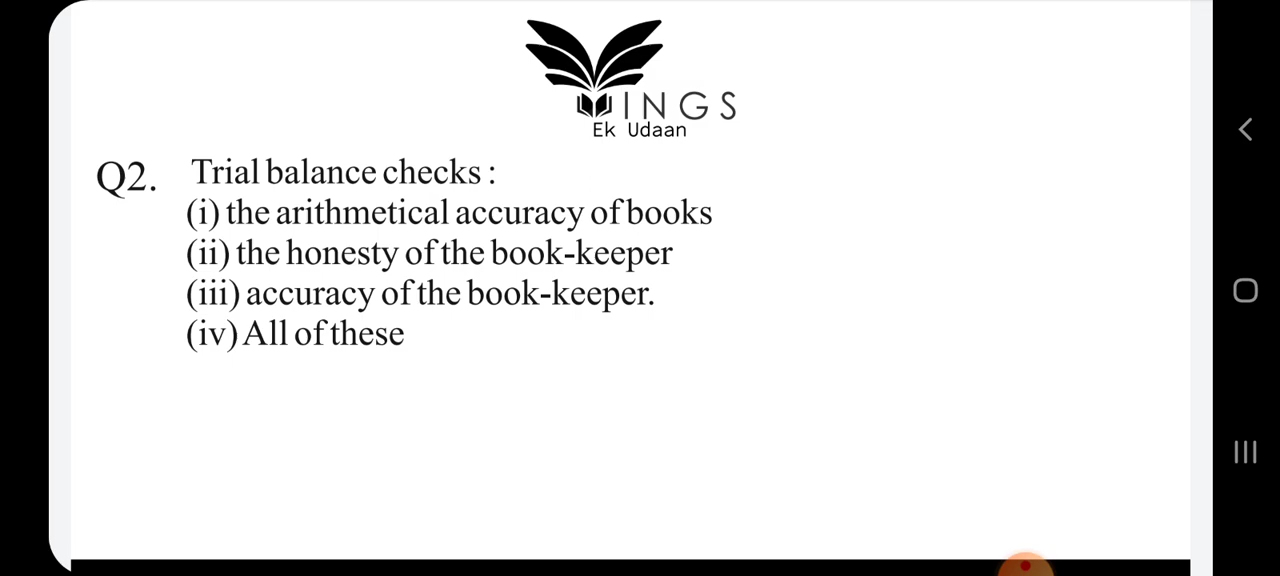 WINGS
Ek Udaan
Q2. Trial balance checks :
(i) the arithmetical accuracy of books
(ii) the honesty of the book-keeper
(iii) accuracy of the book-keeper.
(iv) All of these